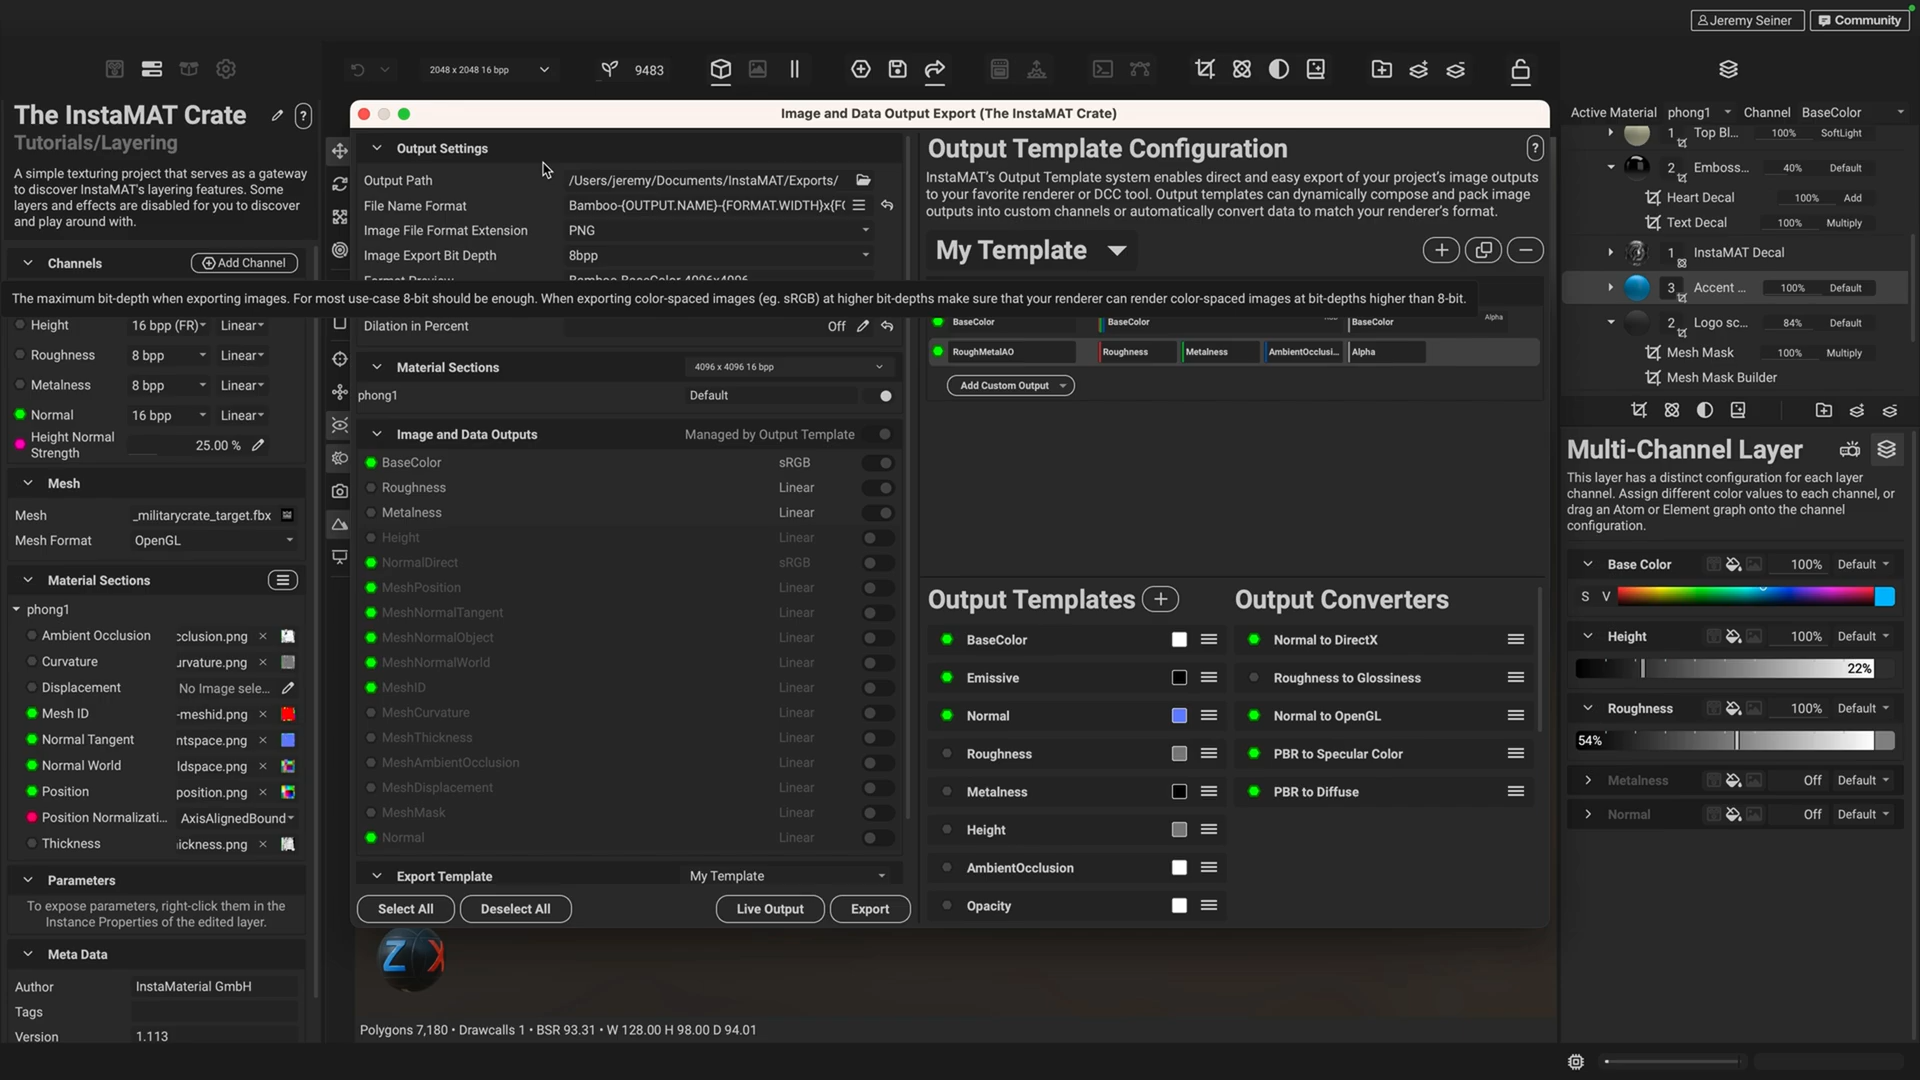 Jeremy Seiner
Community
2048 x 2048 16 bpp
9483
The InstaMAT Crate
?
Tutorials/Layering
A simple texturing project that serves as a gateway
to discover InstaMAT's layering features. Some
layers and effects are disabled for you to discover
and play around with.
Channels
Add Channel
Height 16 bpp (FR) Linear
Roughness 8 bpp Linear
Metalness 8 bpp Linear
Normal 16 bpp Linear
Height Normal
Strength
25.00 %
Mesh
Mesh _militarycrate_target.fbx
Mesh Format OpenGL
Material Sections
phong1
Ambient Occlusion :clusion.png
Curvature urvature.png
Displacement No Image sele...
Mesh ID -meshid.png
Normal Tangent ntspace.png
Normal World ldspace.png
Position position.png
Position Normalizati... AxisAlignedBound
Thickness ickness.png
Parameters
To expose parameters, right-click them in the
Instance Properties of the edited layer.
Meta Data
Author InstaMaterial GmbH
Tags
Version 1.113
Image and Data Output Export (The InstaMAT Crate)
Output Settings
Output Path /Users/jeremy/Documents/InstaMAT/Exports/
File Name Format Bamboo-{OUTPUT.NAME}-{FORMAT.WIDTH}x{FC
Image File Format Extension PNG
Image Export Bit Depth 8bpp
Format Preview Bamboo-BaseColor-4096x4096
The maximum bit-depth when exporting images. For most use-case 8-bit should be enough. When exporting color-spaced images (eg. sRGB) at higher bit-depths make sure that your renderer can render color-spaced images at bit-depths higher than 8-bit.
Dilation in Percent Off
Material Sections 4096 x 4096 16 bpp
phong1 Default
Image and Data Outputs Managed by Output Template
BaseColor sRGB
Roughness Linear
Metalness Linear
Height Linear
NormalDirect sRGB
MeshPosition Linear
MeshNormalTangent Linear
MeshNormalObject Linear
MeshNormalWorld Linear
MeshID Linear
MeshCurvature Linear
MeshThickness Linear
MeshAmbientOcclusion Linear
MeshDisplacement Linear
MeshMask Linear
Normal Linear
Export Template My Template
Select All
Deselect All
Live Output
Export
Output Template Configuration
?
InstaMAT's Output Template system enables direct and easy export of your project's image outputs
to your favorite renderer or DCC tool. Output templates can dynamically compose and pack image
outputs into custom channels or automatically convert data to match your renderer's format.
My Template
BaseColor BaseColor BaseColor Alpha
RoughMetalAO Roughness Metalness AmbientOcclusi... Alpha
Add Custom Output
Output Templates
BaseColor
Emissive
Normal
Roughness
Metalness
Height
AmbientOcclusion
Opacity
Output Converters
Normal to DirectX
Roughness to Glossiness
Normal to OpenGL
PBR to Specular Color
PBR to Diffuse
Z X
Polygons 7,180 • Drawcalls 1 • BSR 93.31 • W 128.00 H 98.00 D 94.01
Active Material phong1 Channel BaseColor
1 Top Bl... 100% SoftLight
2 Emboss... 40% Default
Heart Decal 100% Add
Text Decal 100% Multiply
1 InstaMAT Decal
3 Accent ... 100% Default
2 Logo sc... 84% Default
Mesh Mask 100% Multiply
Mesh Mask Builder
Multi-Channel Layer
This layer has a distinct configuration for each layer
channel. Assign different color values to each channel, or
drag an Atom or Element graph onto the channel
configuration.
Base Color 100% Default
S V
Height 100% Default
22%
Roughness 100% Default
54%
Metalness Off Default
Normal Off Default